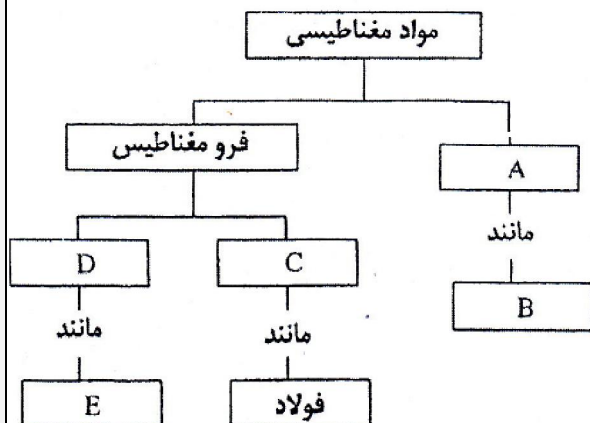 مواد مغناطیسی
فرو مغناطیس
A
مانند
D
C
B
مانند
مانند
E
فولاد